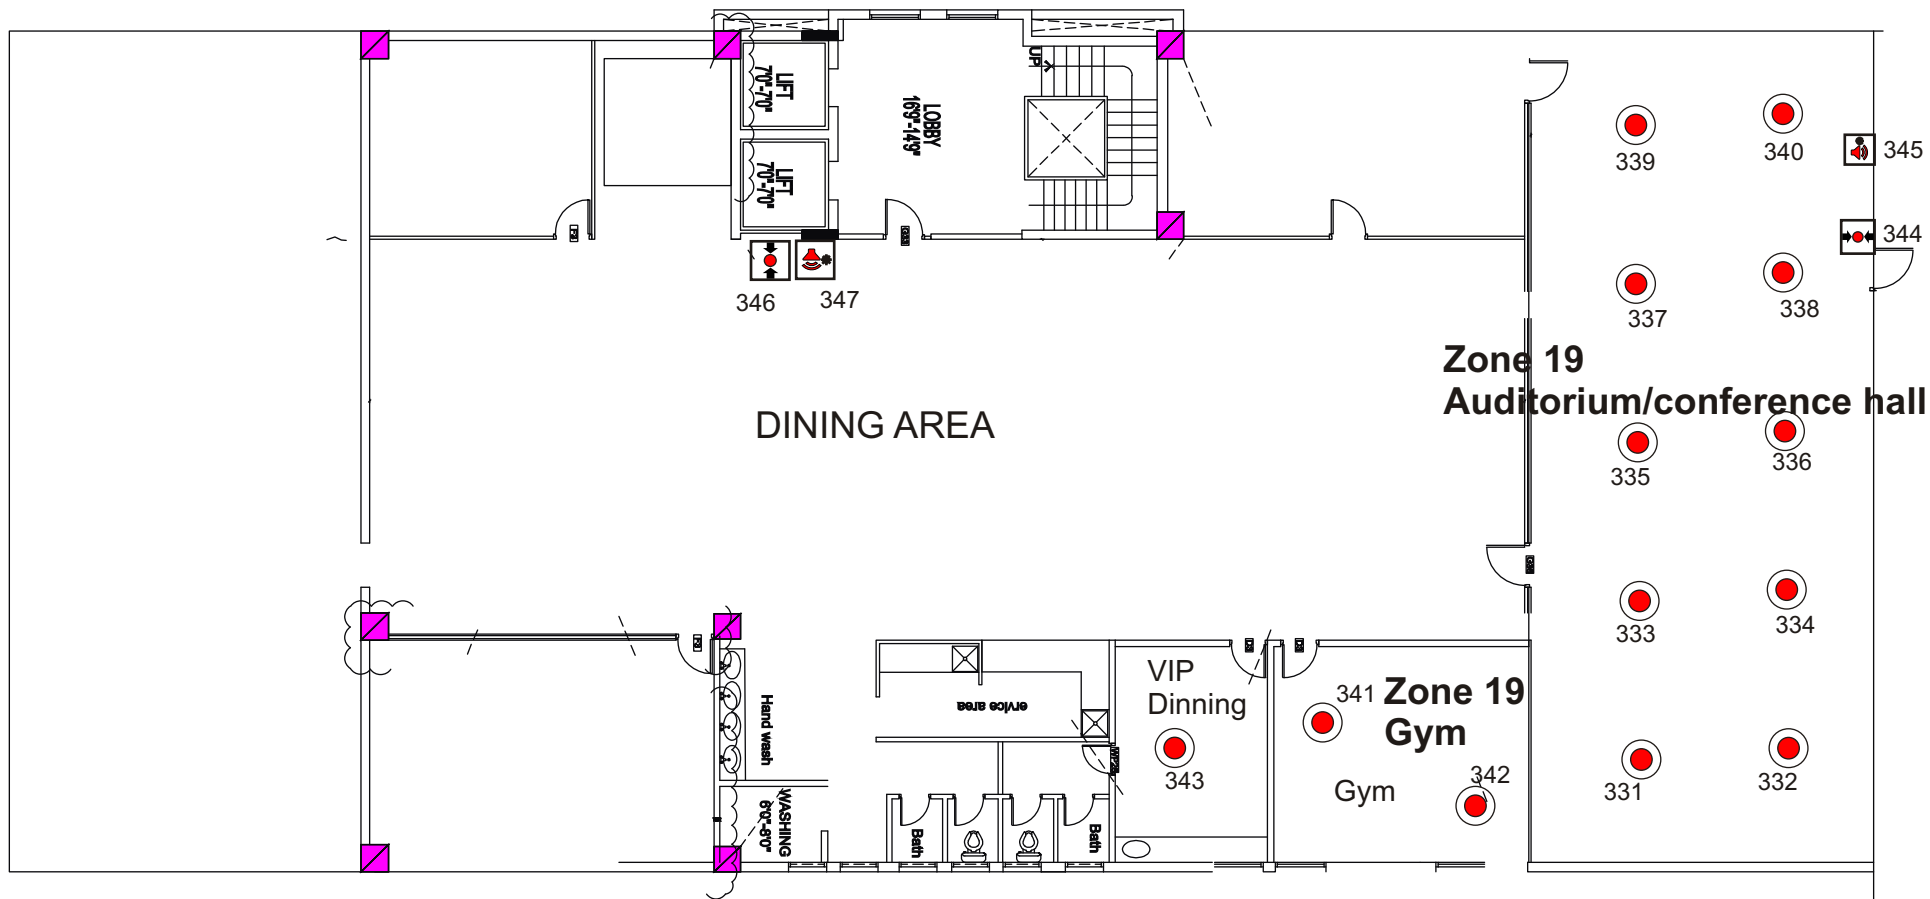 UP
LIFT
7'0"-7'0"
LOBBY
16'9"-14'9"
LIFT
7'0"-7'0"
339
340
345
344
346
347
337
338
Zone 19
Auditorium/conference hall
DINING AREA
335
336
333
334
VIP
Dinning
341
Zone 19
Gym
Hand wash
ervice area
343
342
Gym
331
332
WASHING
6'0"-8'0"
Bath
Bath